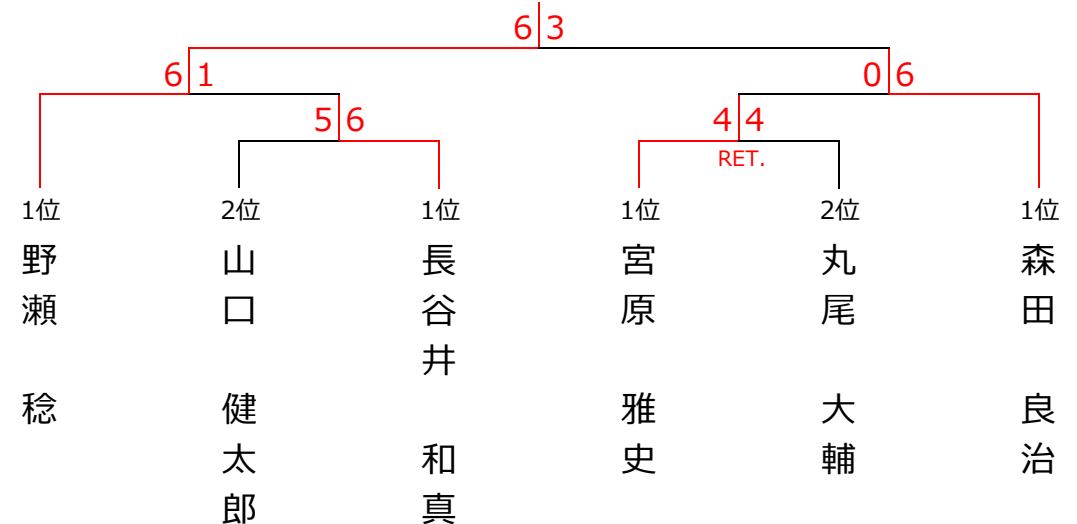 6 3
6 1
0 6
5 6
4 4
RET.
1位
2位
1位
1位
2位
1位
野瀬 稔
山口 健太郎
長谷井 和真
宮原 雅史
丸尾 大輔
森田 良治